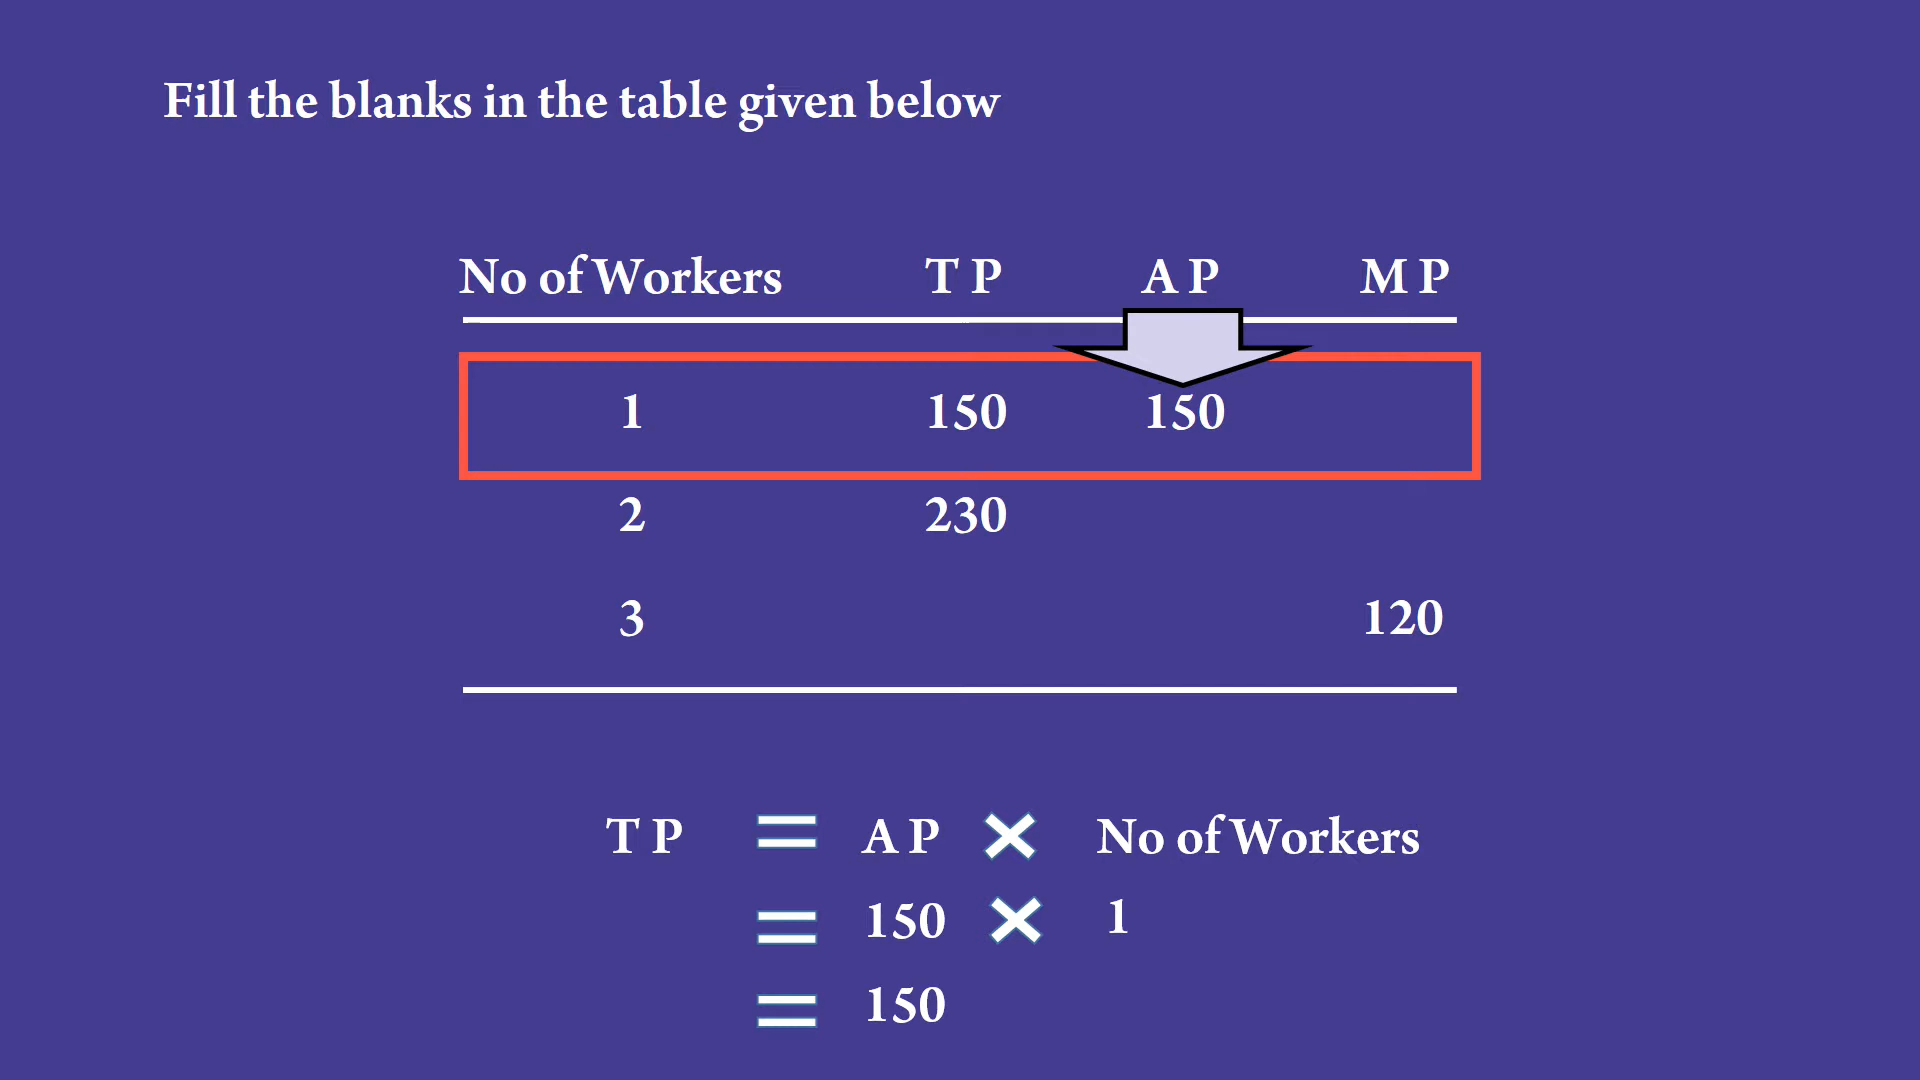 Fill the blanks in the table given below
No of Workers T P A P M P
1 150 150
2 230
3 120
T P = A P × No of Workers
= 150 × 1
= 150